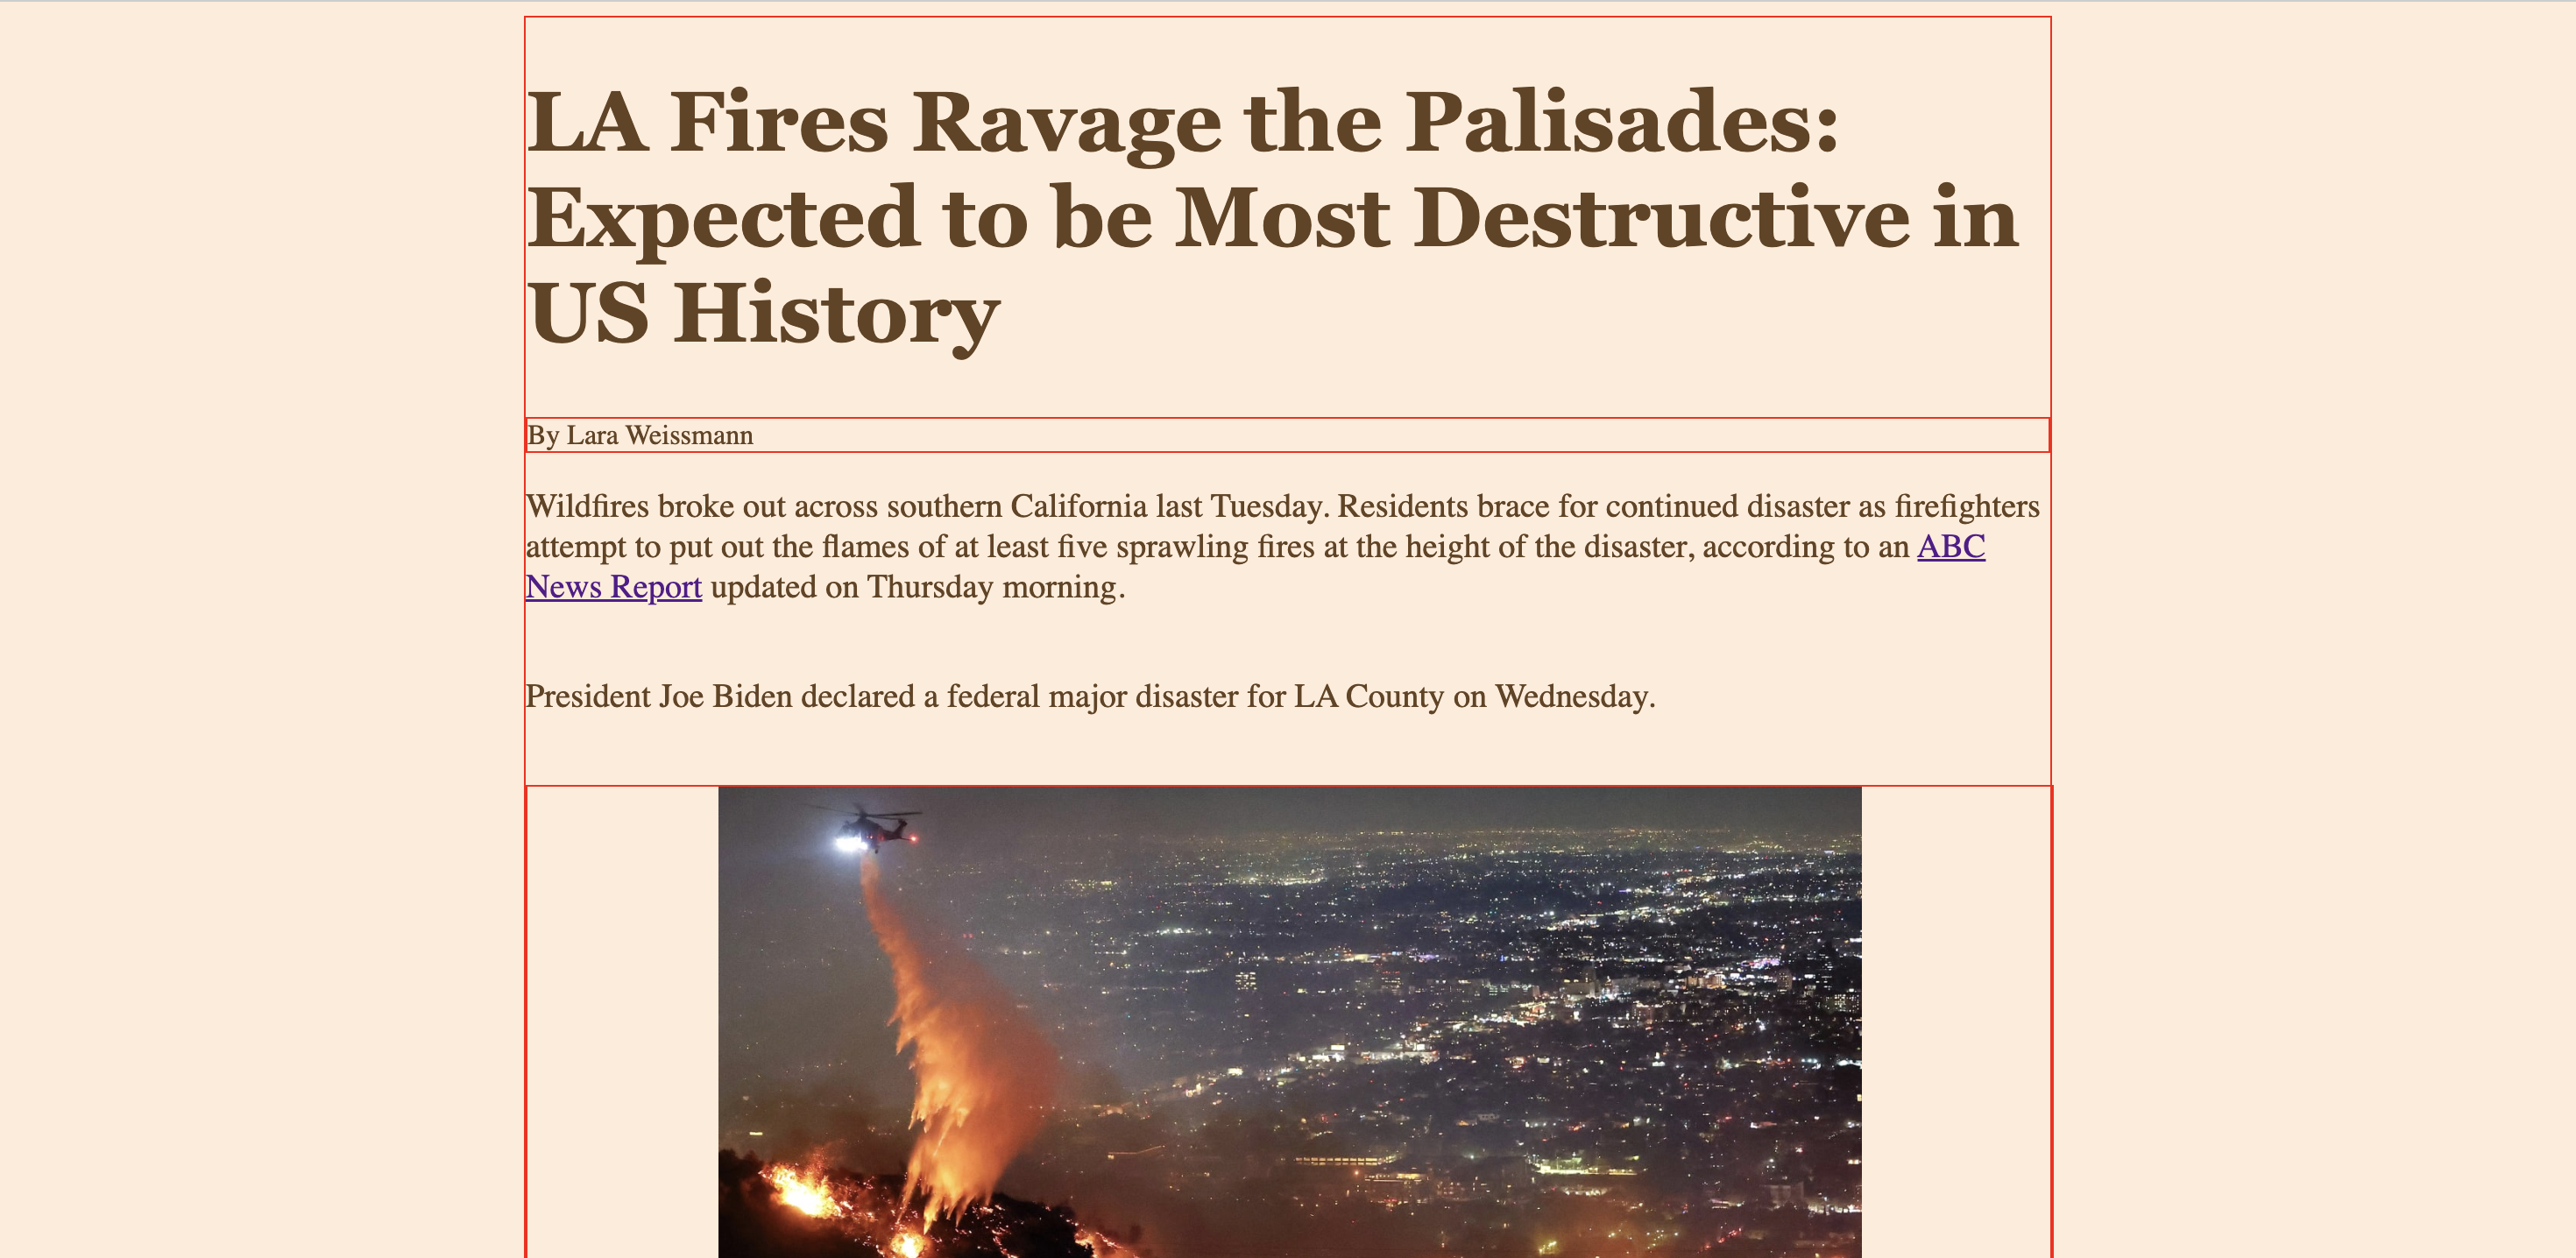 LA Fires Ravage the Palisades:
Expected to be Most Destructive in
US History
By Lara Weissmann
Wildfires broke out across southern California last Tuesday. Residents brace for continued disaster as firefighters
attempt to put out the flames of at least five sprawling fires at the height of the disaster, according to an ABC
News Report updated on Thursday morning.
President Joe Biden declared a federal major disaster for LA County on Wednesday.